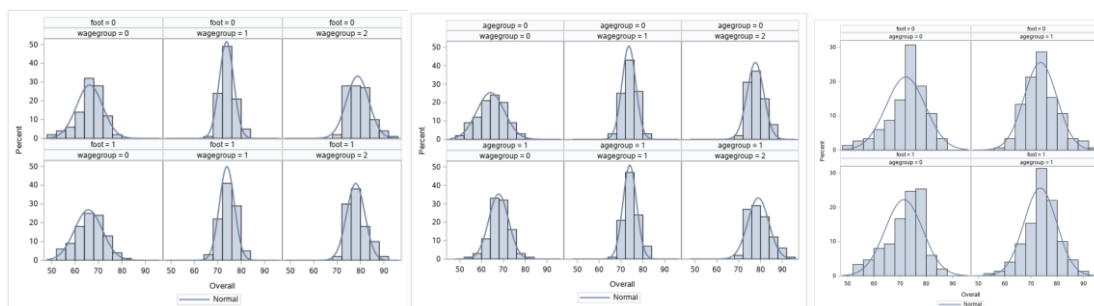 foot = 0 foot = 0 foot = 0
wagegroup = 0 wagegroup = 1 wagegroup = 2
50
40
30
20
10
0
foot = 1 foot = 1 foot = 1
wagegroup = 0 wagegroup = 1 wagegroup = 2
50
40
30
20
10
0
Percent
50 60 70 80 90 50 60 70 80 90 50 60 70 80 90
Overall
Normal
agegroup = 0 agegroup = 0 agegroup = 0
wagegroup = 0 wagegroup = 1 wagegroup = 2
50
40
30
20
10
0
agegroup = 1 agegroup = 1 agegroup = 1
wagegroup = 0 wagegroup = 1 wagegroup = 2
50
40
30
20
10
0
Percent
50 60 70 80 90 50 60 70 80 90 50 60 70 80 90
Overall
Normal
foot = 0 foot = 0
agegroup = 0 agegroup = 1
30
20
10
0
foot = 1 foot = 1
agegroup = 0 agegroup = 1
30
20
10
0
Percent
50 60 70 80 90 50 60 70 80 90
Overall
Normal